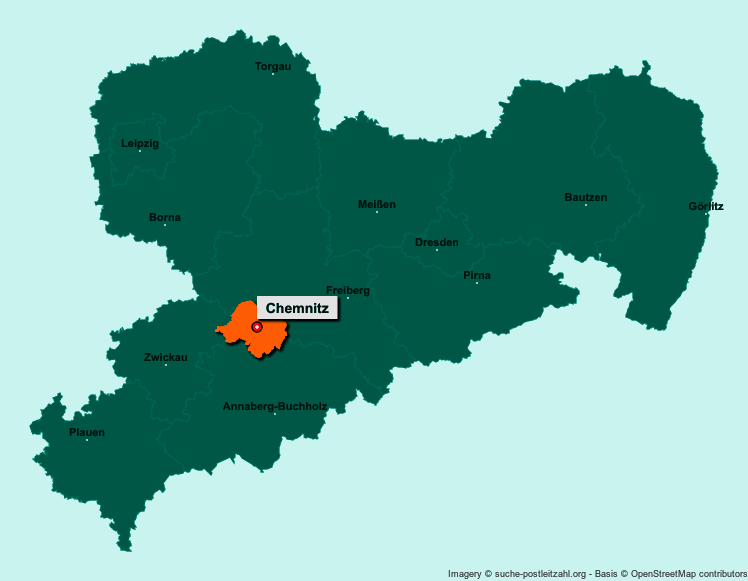 Torgau
Leipzig
Meißen
Bautzen
Görlitz
Borna
Dresden
Pirna
Freiberg
Chemnitz
Zwickau
Annaberg-Buchholz
Plauen
Imagery © suche-postleitzahl.org - Basis © OpenStreetMap contributors